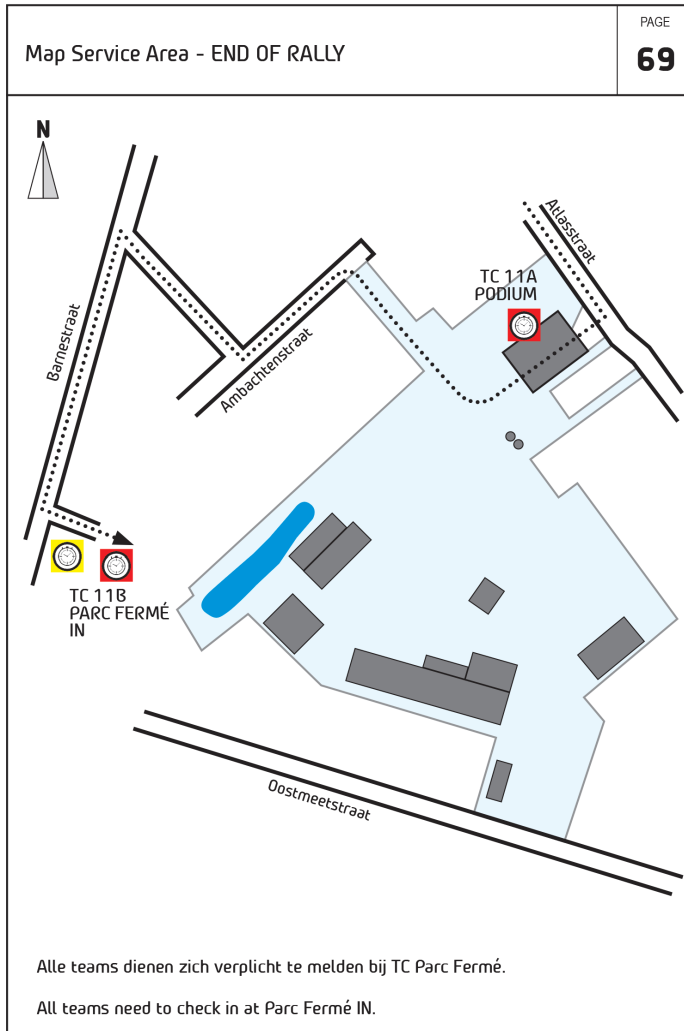 Map Service Area - END OF RALLY
PAGE
69
N
Atlasstraat
TC 11A
PODIUM
Barnestraat
Ambachtenstraat
TC 11B
PARC FERMÉ
IN
Oostmeetstraat
Alle teams dienen zich verplicht te melden bij TC Parc Fermé.
All teams need to check in at Parc Fermé IN.